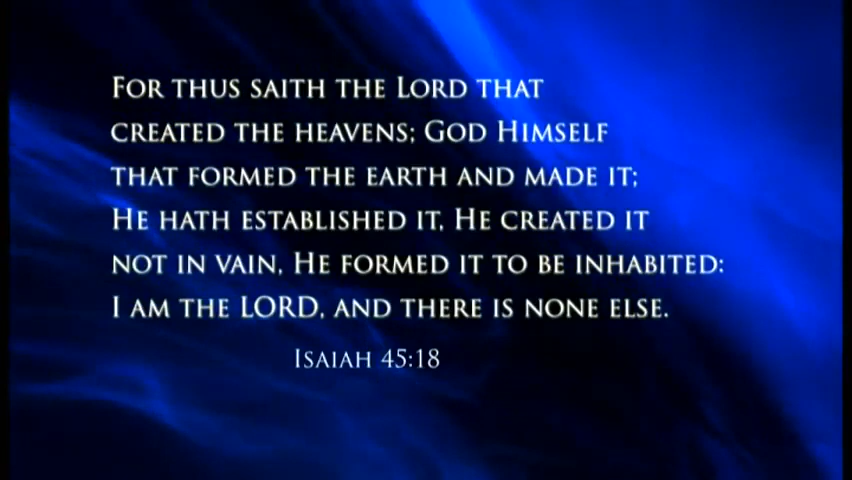 For thus saith the Lord that
created the heavens; God Himself
that formed the earth and made it;
He hath established it, He created it
not in vain, He formed it to be inhabited:
I am the LORD, and there is none else.
Isaiah 45:18